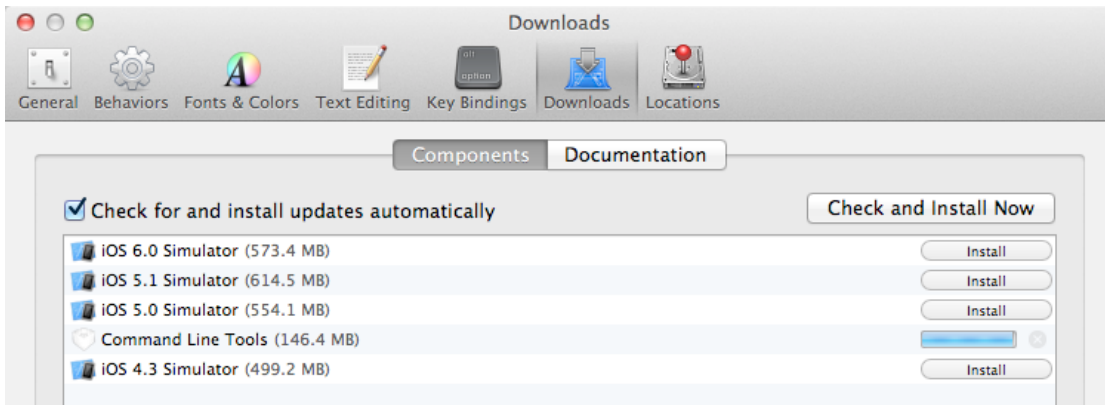 Downloads
alt
option
General Behaviors Fonts & Colors Text Editing Key Bindings Downloads Locations
Components Documentation
Check for and install updates automatically Check and Install Now
iOS 6.0 Simulator (573.4 MB) Install
iOS 5.1 Simulator (614.5 MB) Install
iOS 5.0 Simulator (554.1 MB) Install
Command Line Tools (146.4 MB)
iOS 4.3 Simulator (499.2 MB) Install